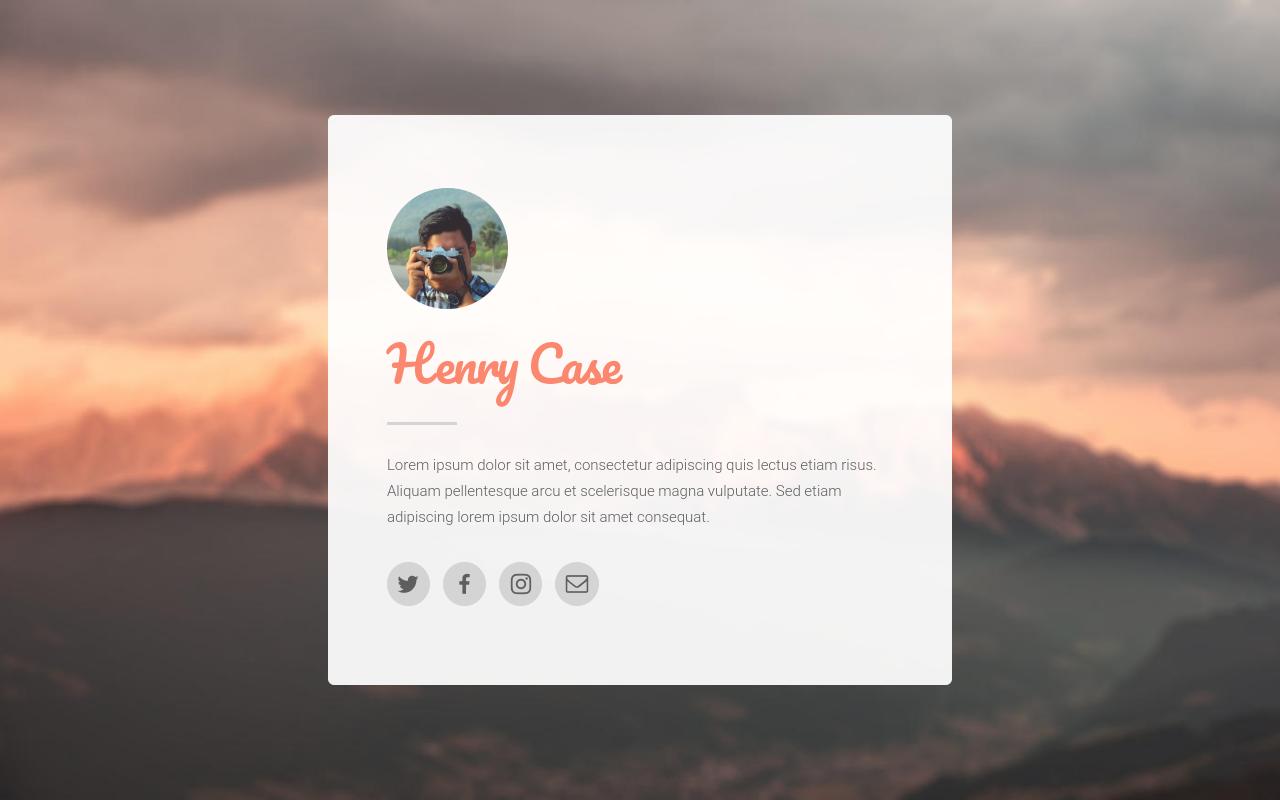 Henry Case
Lorem ipsum dolor sit amet, consectetur adipiscing quis lectus etiam risus.
Aliquam pellentesque arcu et scelerisque magna vulputate. Sed etiam
adipiscing lorem ipsum dolor sit amet consequat.